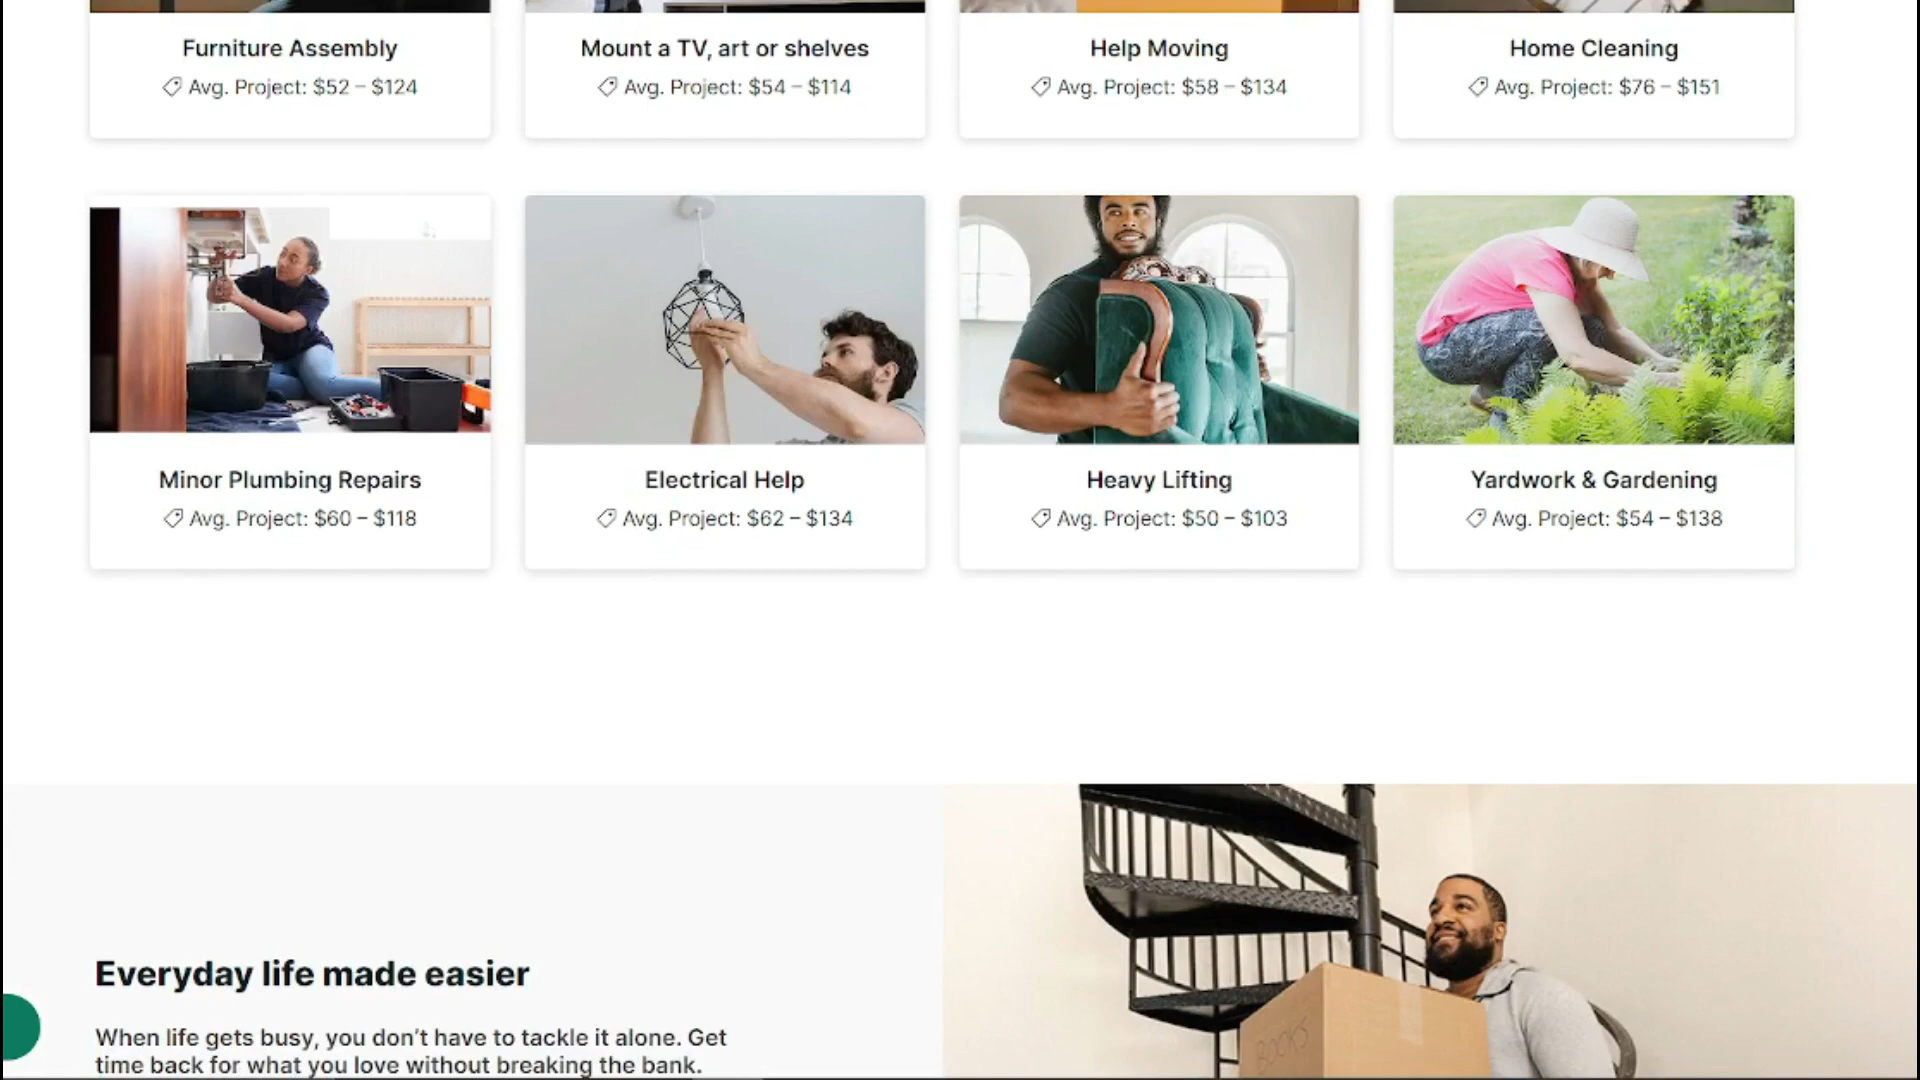 Furniture Assembly
Avg. Project: $52 – $124
Mount a TV, art or shelves
Avg. Project: $54 – $114
Help Moving
Avg. Project: $58 – $134
Home Cleaning
Avg. Project: $76 – $151
Minor Plumbing Repairs
Avg. Project: $60 – $118
Electrical Help
Avg. Project: $62 – $134
Heavy Lifting
Avg. Project: $50 – $103
Yardwork & Gardening
Avg. Project: $54 – $138
Everyday life made easier
When life gets busy, you don’t have to tackle it alone. Get
time back for what you love without breaking the bank.
BOOKS